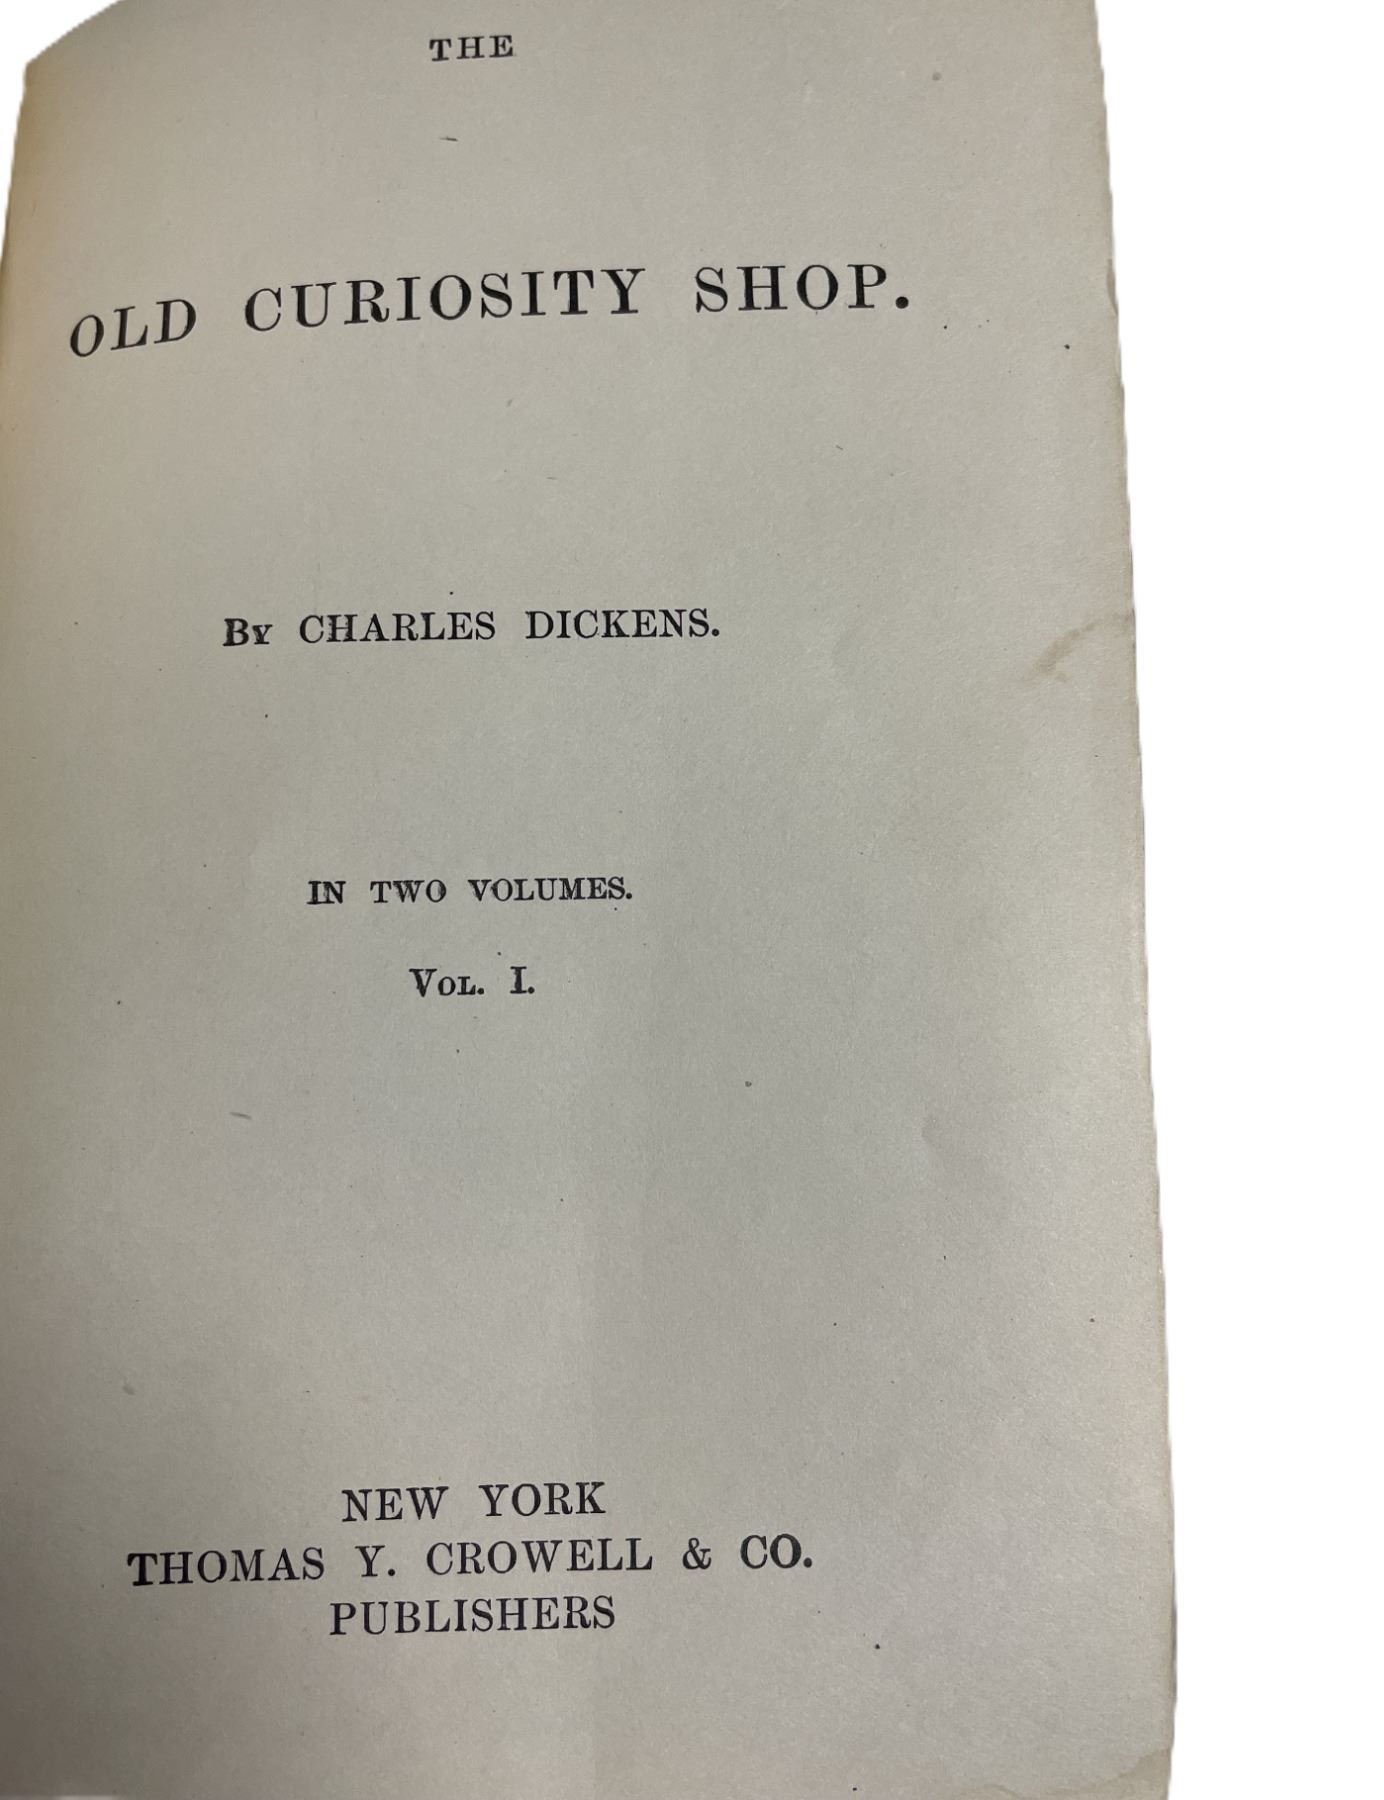 THE
OLD CURIOSITY SHOP.
By CHARLES DICKENS.
IN TWO VOLUMES.
Vol. I.
NEW YORK
THOMAS Y. CROWELL & CO.
PUBLISHERS